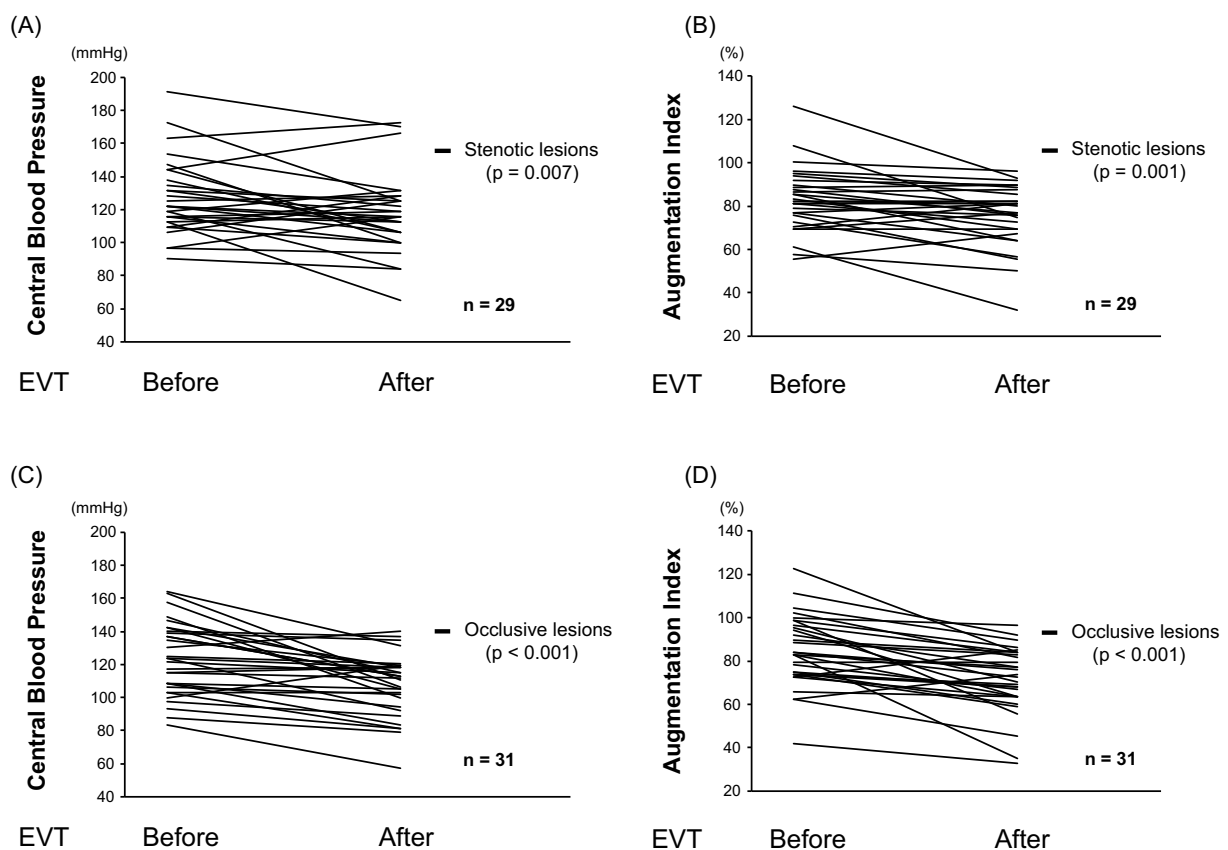 (A)
(mmHg)
Central Blood Pressure
200
180
160
140
120
100
80
60
40
Stenotic lesions
(p = 0.007)
n = 29
EVT Before After
(B)
(%)
Augmentation Index
140
120
100
80
60
40
20
Stenotic lesions
(p = 0.001)
n = 29
EVT Before After
(C)
(mmHg)
Central Blood Pressure
200
180
160
140
120
100
80
60
40
Occlusive lesions
(p < 0.001)
n = 31
EVT Before After
(D)
(%)
Augmentation Index
140
120
100
80
60
40
20
Occlusive lesions
(p < 0.001)
n = 31
EVT Before After